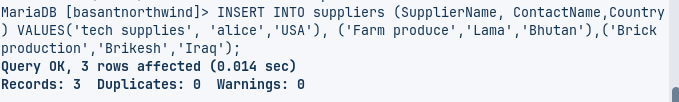 MariaDB [basantnorthwind]> INSERT INTO suppliers (SupplierName, ContactName,Country
) VALUES('tech supplies', 'alice','USA'), ('Farm produce','Lama','Bhutan'),('Brick
production','Brikesh','Iraq');
Query OK, 3 rows affected (0.014 sec)
Records: 3  Duplicates: 0  Warnings: 0